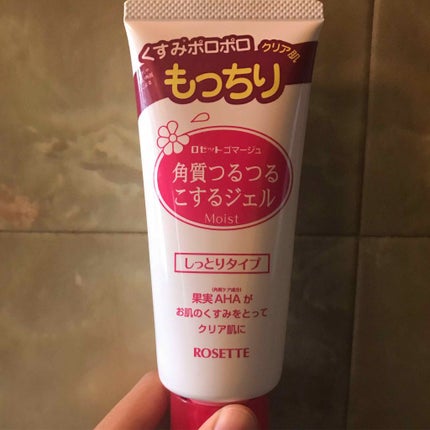 くすみポロポロ クリア肌
もっちり
ロゼットゴマージュ
角質つるつる
こするジェル
Moist
しっとりタイプ
果実AHAが
お肌のくすみをとって
クリア肌に
ROSETTE